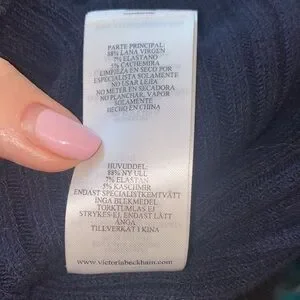 PARTE PRINCIPAL:
88% LANA VIRGEN
7% ELASTANO
5% CACHEMIRA
LIMPIEZA EN SECO POR
ESPECIALISTA SOLAMENTE
NO USAR BLANQUEADOR
NO METER EN SECADORA
NO PLANCHAR, VAPOR
SOLAMENTE
HECHO EN CHINA
HUVUDDEL:
88% NY ULL
7% ELASTAN
5% KASCHMIR
ENDAST SPECIALISTKEMTVÄTT
INGA BLEKMEDEL
TORKTUMLAS EJ
STRYKES-EJ, ENDAST LÄTT
ÅNGA
TILLVERKAT I KINA
www.victoriabeckham.com